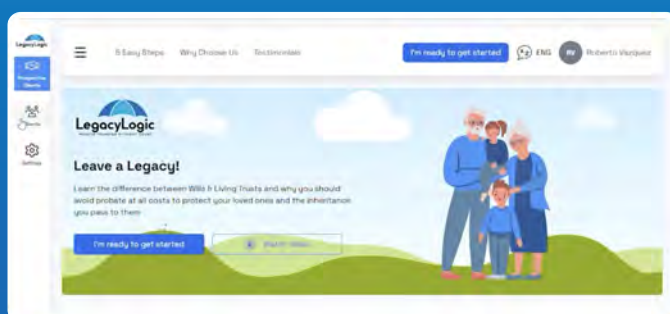 LegacyLogic
Prospective
Clients
Settings
5 Easy Steps Why Choose Us Testimonials
I'm ready to get started
ENG
RV
Roberto Vazquez
LegacyLogic
Leave a Legacy!
Learn the difference between Wills & Living Trusts and why you should
avoid probate at all costs to protect your loved ones and the inheritance
you pass to them
I'm ready to get started